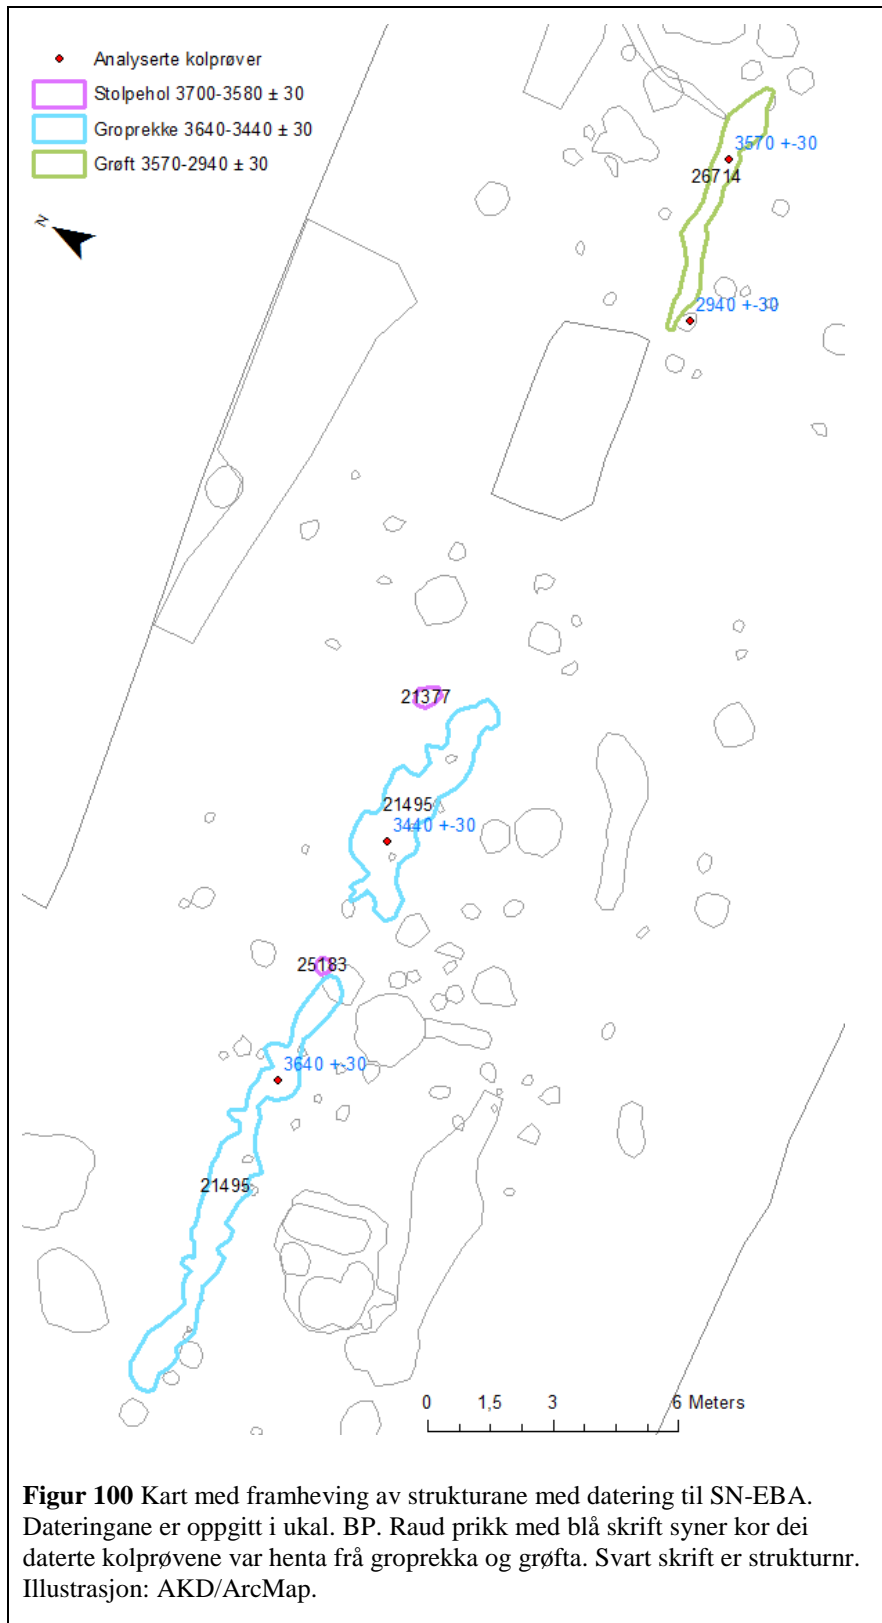 Analyserte kolprøver
Stolpehol 3700-3580 ± 30
Groprekke 3640-3440 ± 30
Grøft 3570-2940 ± 30
N
3570 +-30
26714
2940 +-30
21377
21495
3440 +-30
25183
3640 +-30
21495
0 1,5 3 6 Meters
Figur 100 Kart med framheving av strukturane med datering til SN-EBA.
Dateringane er oppgitt i ukal. BP. Raud prikk med blå skrift syner kor dei
daterte kolprøvene var henta frå groprekka og grøfta. Svart skrift er strukturnr.
Illustrasjon: AKD/ArcMap.